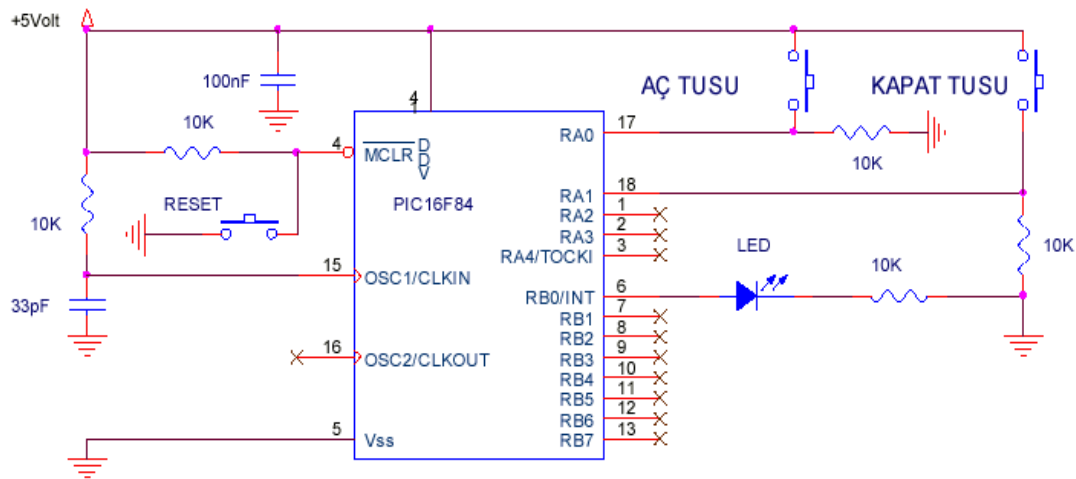 +5Volt
100nF
10K
10K
RESET
33pF
4
4
MCLR
VDD
PIC16F84
15
OSC1/CLKIN
16
OSC2/CLKOUT
5
Vss
RA0
17
RA1
18
RA2
1
RA3
2
RA4/TOCKI
3
RB0/INT
6
RB1
7
RB2
8
RB3
9
RB4
10
RB5
11
RB6
12
RB7
13
AÇ TUSU
KAPAT TUSU
10K
LED
10K
10K